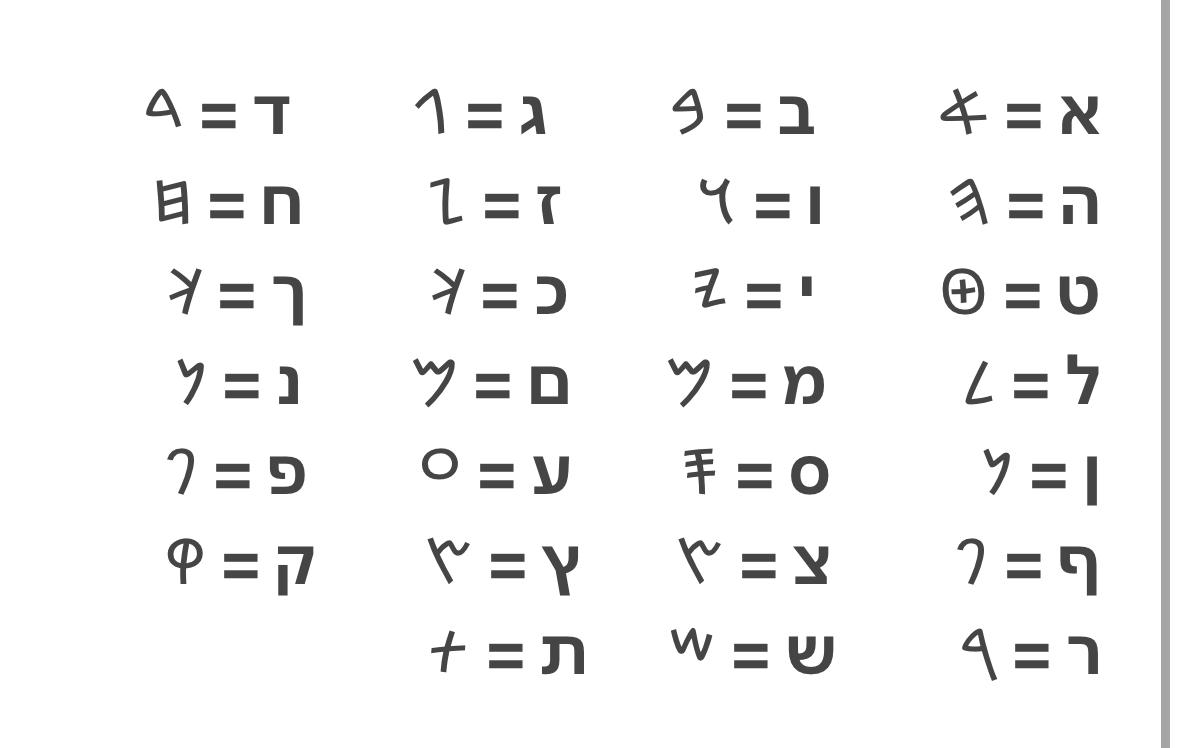 א = 𐤀 ב = 𐤁 ג = 𐤂 ד = 𐤃
ה = 𐤄 ו = 𐤅 ז = 𐤆 ח = 𐤇
ט = 𐤈 י = 𐤉 כ = 𐤊 ך = 𐤊
ל = 𐤋 מ = 𐤌 ם = 𐤌 נ = 𐤍
ן = 𐤍 ס = 𐤎 ע = 𐤏 פ = 𐤐
ף = 𐤐 צ = 𐤑 ץ = 𐤑 ק = 𐤒
ר = 𐤓 ש = 𐤔 ת = 𐤕